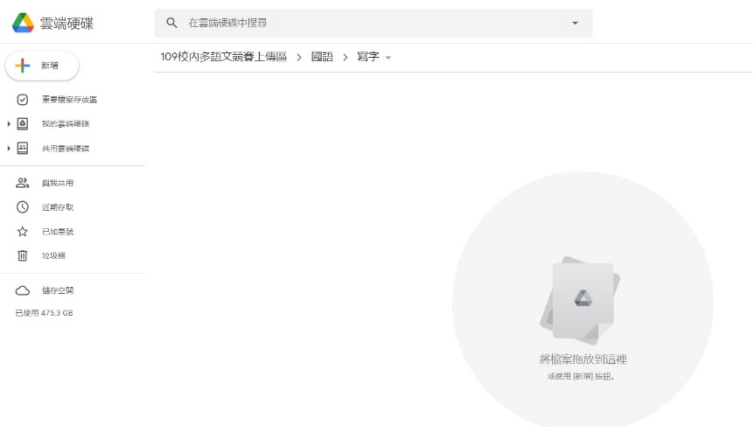 雲端硬碟
在雲端硬碟中搜尋
109校內多語文競賽上傳區 > 國語 > 寫字
新增
重要檔案存放區
我的雲端硬碟
共用雲端硬碟
與我共用
近期存取
已加星號
垃圾桶
儲存空間
已使用 475.3 GB
將檔案拖放到這裡
或使用 [新增] 按鈕。